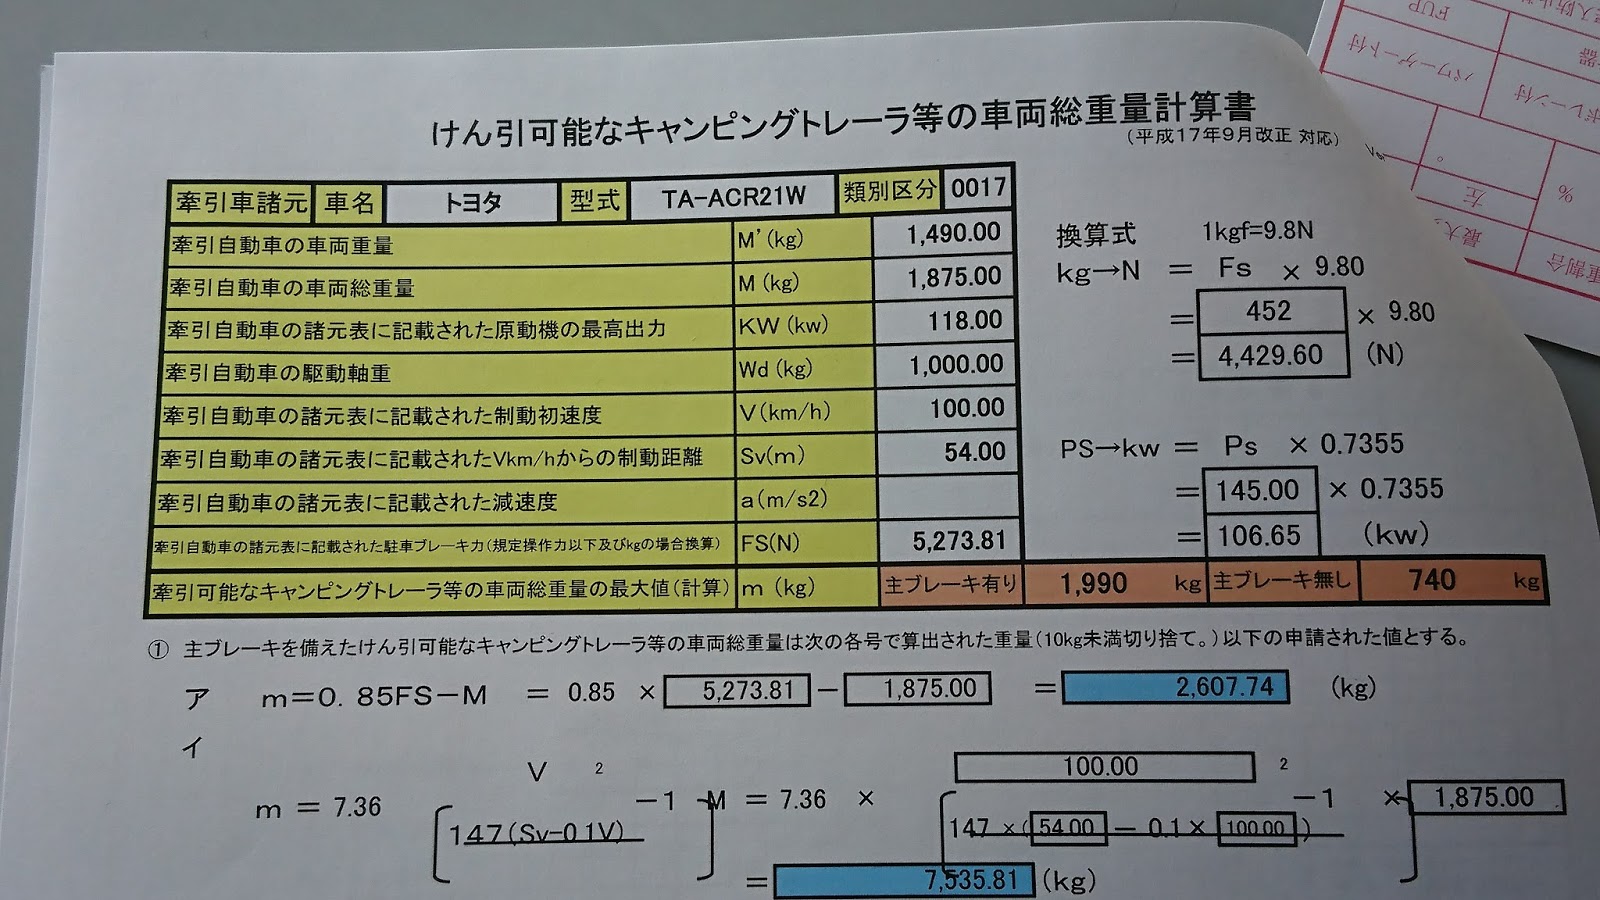 けん引可能なキャンピングトレーラ等の車両総重量計算書
(平成17年9月改正 対応)
牽引車諸元 車名 トヨタ 型式 TA-ACR21W 類別区分 0017
牽引自動車の車両重量 M'(kg) 1,490.00
牽引自動車の車両総重量 M(kg) 1,875.00
牽引自動車の諸元表に記載された原動機の最高出力 KW(kw) 118.00
牽引自動車の駆動軸重 Wd(kg) 1,000.00
牽引自動車の諸元表に記載された制動初速度 V(km/h) 100.00
牽引自動車の諸元表に記載されたVkm/hからの制動距離 Sv(m) 54.00
牽引自動車の諸元表に記載された減速度 a(m/s2)
牽引自動車の諸元表に記載された駐車ブレーキ力(規定操作力以下及びkgの場合換算) FS(N) 5,273.81
牽引可能なキャンピングトレーラ等の車両総重量の最大値(計算) m(kg) 主ブレーキ有り 1,990 kg 主ブレーキ無し 740 kg
換算式 1kgf=9.8N
kg→N = Fs × 9.80
= 452 × 9.80
= 4,429.60 (N)
PS→kw = Ps × 0.7355
= 145.00 × 0.7355
= 106.65 (kw)
① 主ブレーキを備えたけん引可能なキャンピングトレーラ等の車両総重量は次の各号で算出された重量(10kg未満切り捨て。)以下の申請された値とする。
ア m=0.85FS-M = 0.85 × 5,273.81 - 1,875.00 = 2,607.74 (kg)
イ
V 2 100.00 2
m = 7.36 -1 M = 7.36 × -1 × 1,875.00
147(Sv-0.1V) 147 ×( 54.00 - 0.1× 100.00 )
= 7,535.81 (kg)
FUP
パワーゲート付
ボレーン付
左
%
最大
重割合